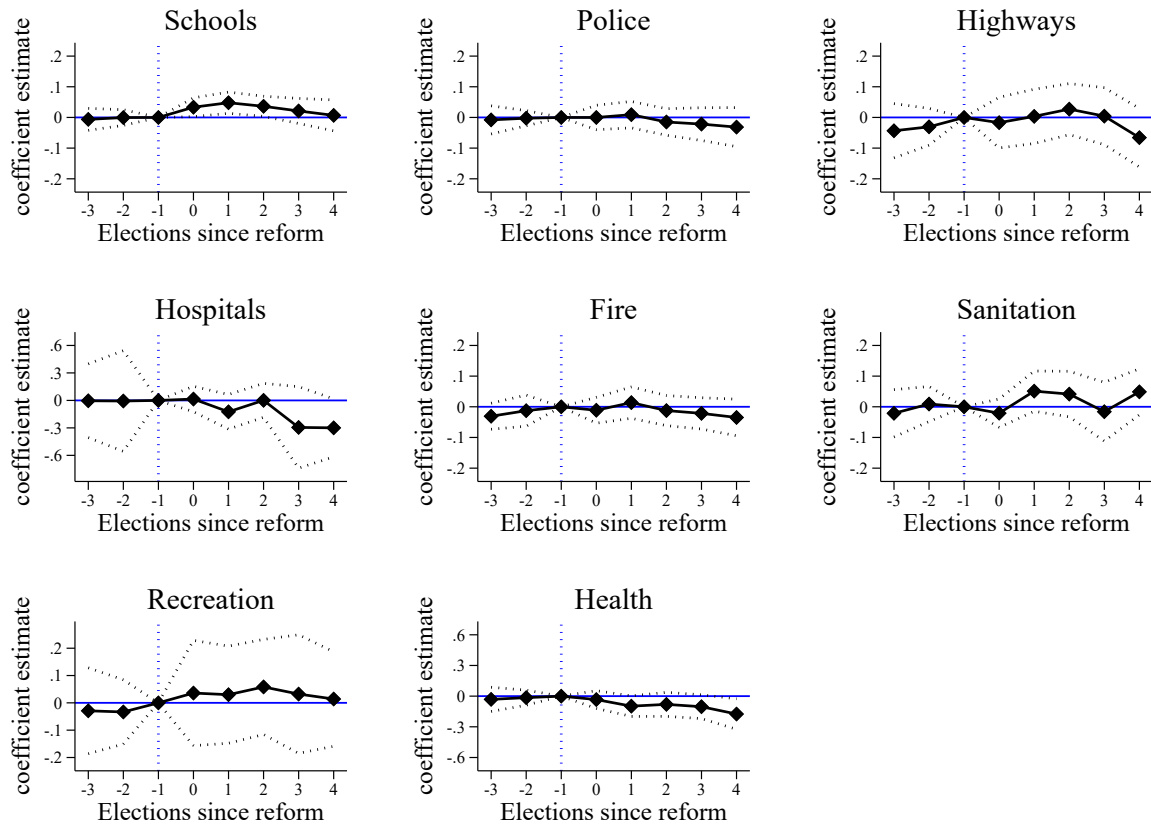 Schools
coefficient estimate
.2
.1
0
-.1
-.2
-3 -2 -1 0 1 2 3 4
Elections since reform
Police
coefficient estimate
.2
.1
0
-.1
-.2
-3 -2 -1 0 1 2 3 4
Elections since reform
Highways
coefficient estimate
.2
.1
0
-.1
-.2
-3 -2 -1 0 1 2 3 4
Elections since reform
Hospitals
coefficient estimate
.6
.3
0
-.3
-.6
-3 -2 -1 0 1 2 3 4
Elections since reform
Fire
coefficient estimate
.2
.1
0
-.1
-.2
-3 -2 -1 0 1 2 3 4
Elections since reform
Sanitation
coefficient estimate
.2
.1
0
-.1
-.2
-3 -2 -1 0 1 2 3 4
Elections since reform
Recreation
coefficient estimate
.2
.1
0
-.1
-.2
-3 -2 -1 0 1 2 3 4
Elections since reform
Health
coefficient estimate
.6
.3
0
-.3
-.6
-3 -2 -1 0 1 2 3 4
Elections since reform